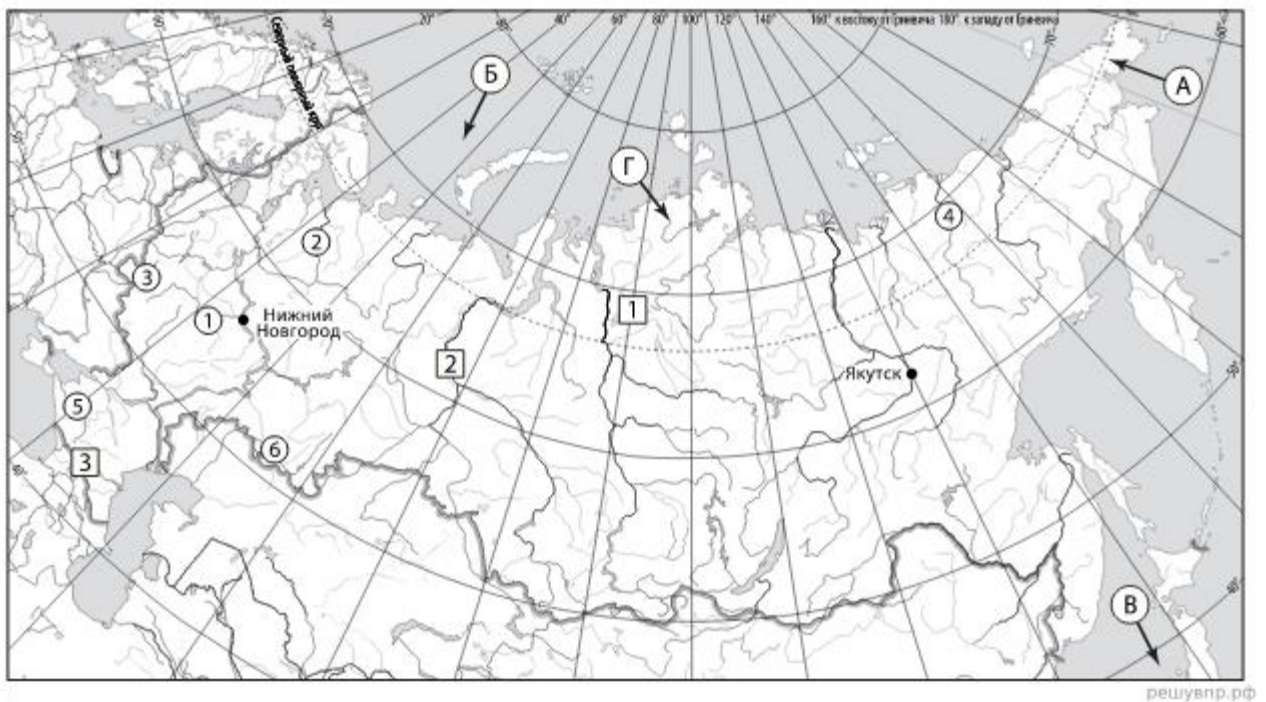 20° 40° 60° 80° 100° 120° 140° 160° к востоку от Гринвича 180° к западу от Гринвича
Северный полярный круг
70°
А
Б
Г
4
2
3
1
1
Нижний
Новгород
2
Якутск
5
6
3
В
решувпр.рф